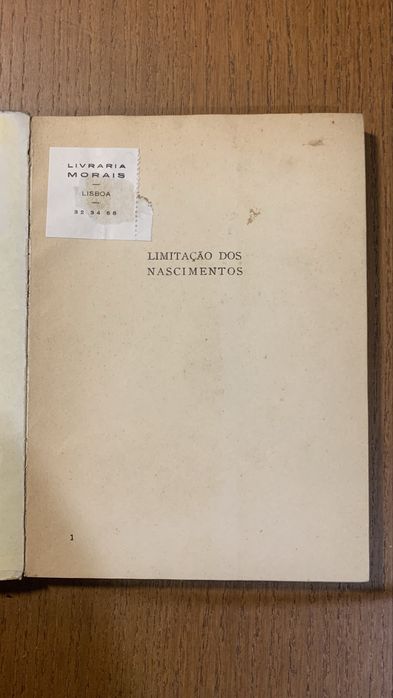 LIVRARIA
MORAIS
LISBOA
32 34 68
LIMITAÇÃO DOS
NASCIMENTOS
1